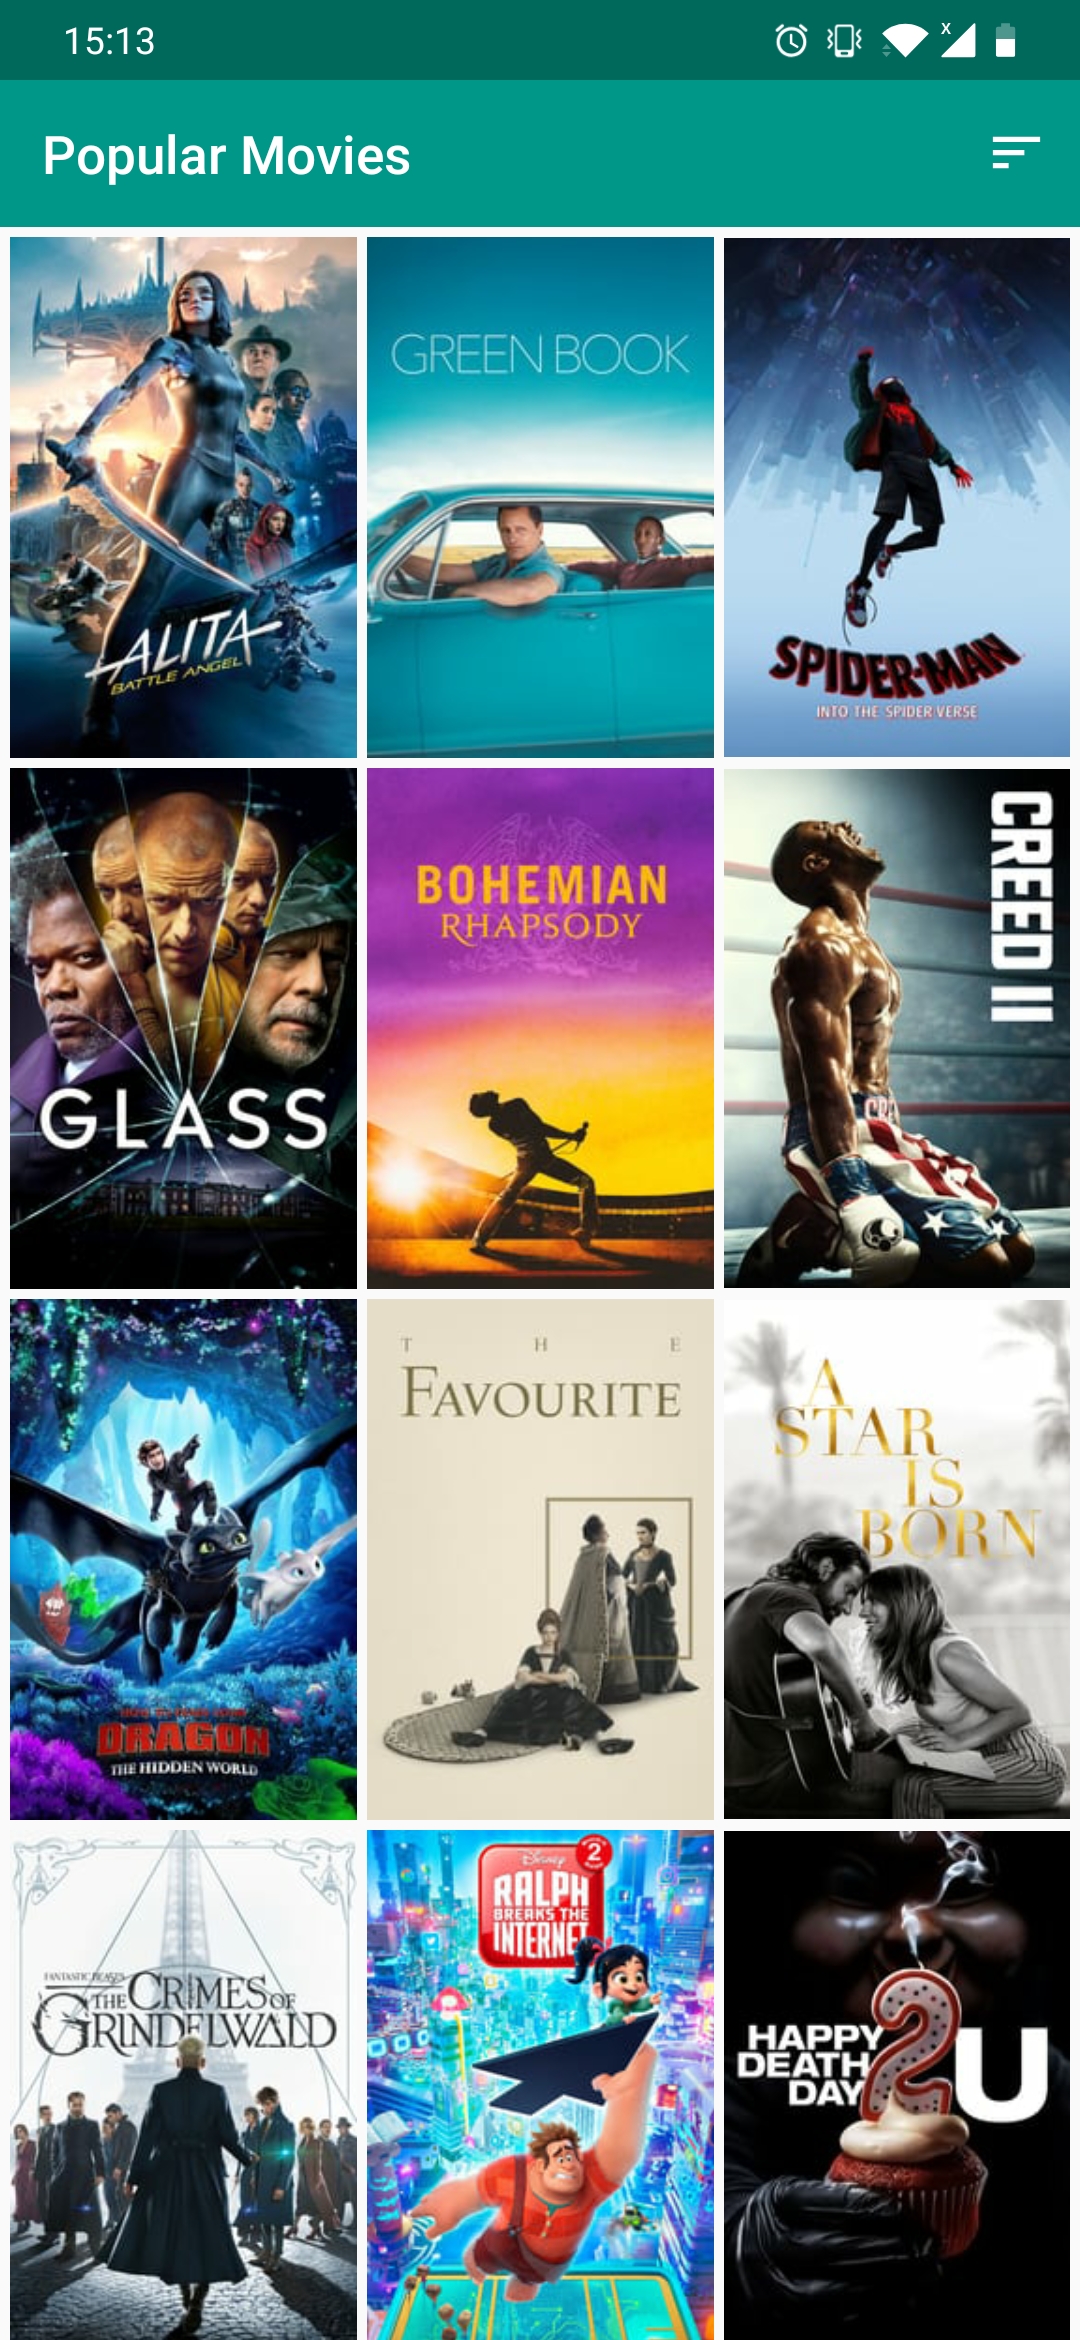 15:13
x
Popular Movies
ALITA
BATTLE ANGEL
GREEN BOOK
SPIDER-MAN
INTO THE SPIDER-VERSE
GLASS
BOHEMIAN
RHAPSODY
CREED II
DRAGON
THE HIDDEN WORLD
THE
FAVOURITE
A
STAR
IS
BORN
FANTASTIC BEASTS
THE CRIMES OF
GRINDELWALD
Disney
2
RALPH
BREAKS THE
INTERNET
HAPPY
DEATH
DAY
2U